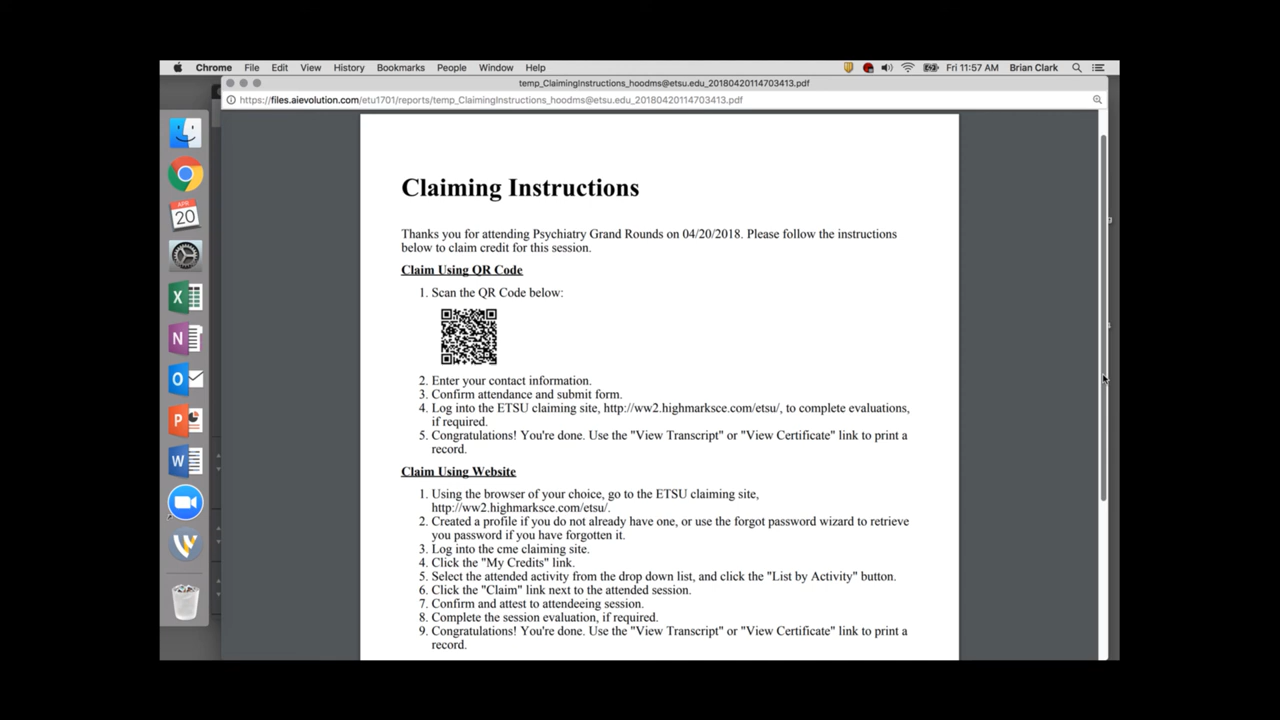 Chrome File Edit View History Bookmarks People Window Help Fri 11:57 AM Brian Clark
temp_ClaimingInstructions_hoodms@etsu.edu_20180420114703413.pdf
https://files.aievolution.com/etu1701/reports/temp_ClaimingInstructions_hoodms@etsu.edu_20180420114703413.pdf
APR
20
Claiming Instructions
Thanks you for attending Psychiatry Grand Rounds on 04/20/2018. Please follow the instructions
below to claim credit for this session.
Claim Using QR Code
1. Scan the QR Code below:
2. Enter your contact information.
3. Confirm attendance and submit form.
4. Log into the ETSU claiming site, http://ww2.highmarksce.com/etsu/, to complete evaluations,
if required.
5. Congratulations! You're done. Use the "View Transcript" or "View Certificate" link to print a
record.
Claim Using Website
1. Using the browser of your choice, go to the ETSU claiming site,
http://ww2.highmarksce.com/etsu/.
2. Created a profile if you do not already have one, or use the forgot password wizard to retrieve
you password if you have forgotten it.
3. Log into the cme claiming site.
4. Click the "My Credits" link.
5. Select the attended activity from the drop down list, and click the "List by Activity" button.
6. Click the "Claim" link next to the attended session.
7. Confirm and attest to attendeeing session.
8. Complete the session evaluation, if required.
9. Congratulations! You're done. Use the "View Transcript" or "View Certificate" link to print a
record.